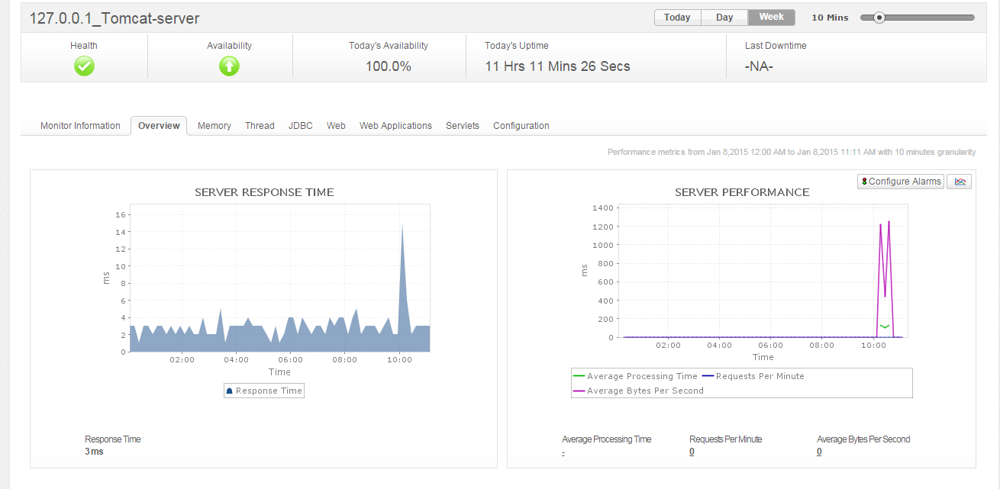 127.0.0.1_Tomcat-server
Today Day Week 10 Mins
Health Availability Today's Availability Today's Uptime Last Downtime
100.0% 11 Hrs 11 Mins 26 Secs -NA-
Monitor Information Overview Memory Thread JDBC Web Web Applications Servlets Configuration
Performance metrics from Jan 8,2015 12:00 AM to Jan 8,2015 11:11 AM with 10 minutes granularity
SERVER RESPONSE TIME
16
14
12
10
8
6
4
2
0
ms
02:00 04:00 06:00 08:00 10:00
Time
Response Time
Response Time
3 ms
Configure Alarms
SERVER PERFORMANCE
1400
1200
1000
800
600
400
200
0
ms
02:00 04:00 06:00 08:00 10:00
Time
Average Processing Time Requests Per Minute
Average Bytes Per Second
Average Processing Time Requests Per Minute Average Bytes Per Second
- 0 0